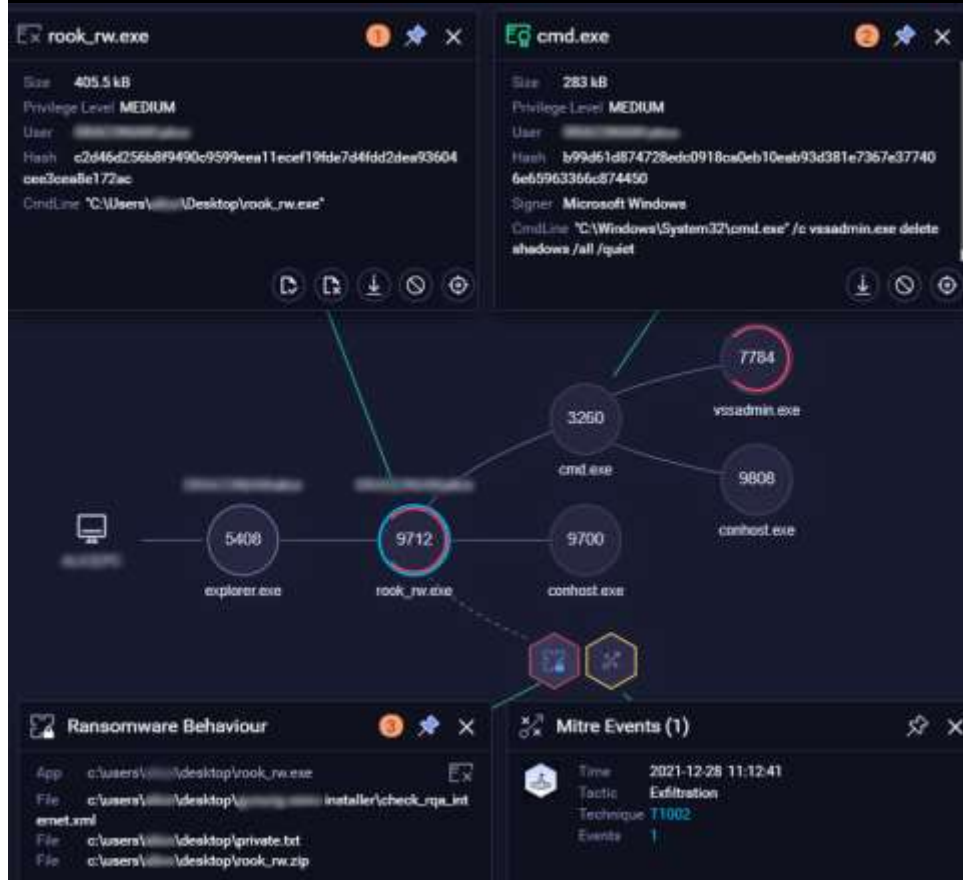 rook_rw.exe
1
Size 405.5 kB
Privilege Level MEDIUM
User
Hash c2d46d256b8f9490c9599eea11ecef19fde7d4fdd2dea93604
cee3cea8e172ac
CmdLine "C:\Users\ \Desktop\rook_rw.exe"
cmd.exe
2
Size 283 kB
Privilege Level MEDIUM
User
Hash b99d61d874728edc0918ca0eb10eab93d381e7367e37740
6e65963366c874450
Signer Microsoft Windows
CmdLine "C:\Windows\System32\cmd.exe" /c vssadmin.exe delete
shadows /all /quiet
7784
vssadmin.exe
3260
cmd.exe
9808
conhost.exe
5408
explorer.exe
9712
rook_rw.exe
9700
conhost.exe
Ransomware Behaviour
3
App c:\users\ \desktop\rook_rw.exe
File c:\users\ \desktop\ installer\check_rqa_int
ernet.xml
File c:\users\ \desktop\private.txt
File c:\users\ \desktop\rook_rw.zip
Mitre Events (1)
Time 2021-12-28 11:12:41
Tactic Exfiltration
Technique T1002
Events 1